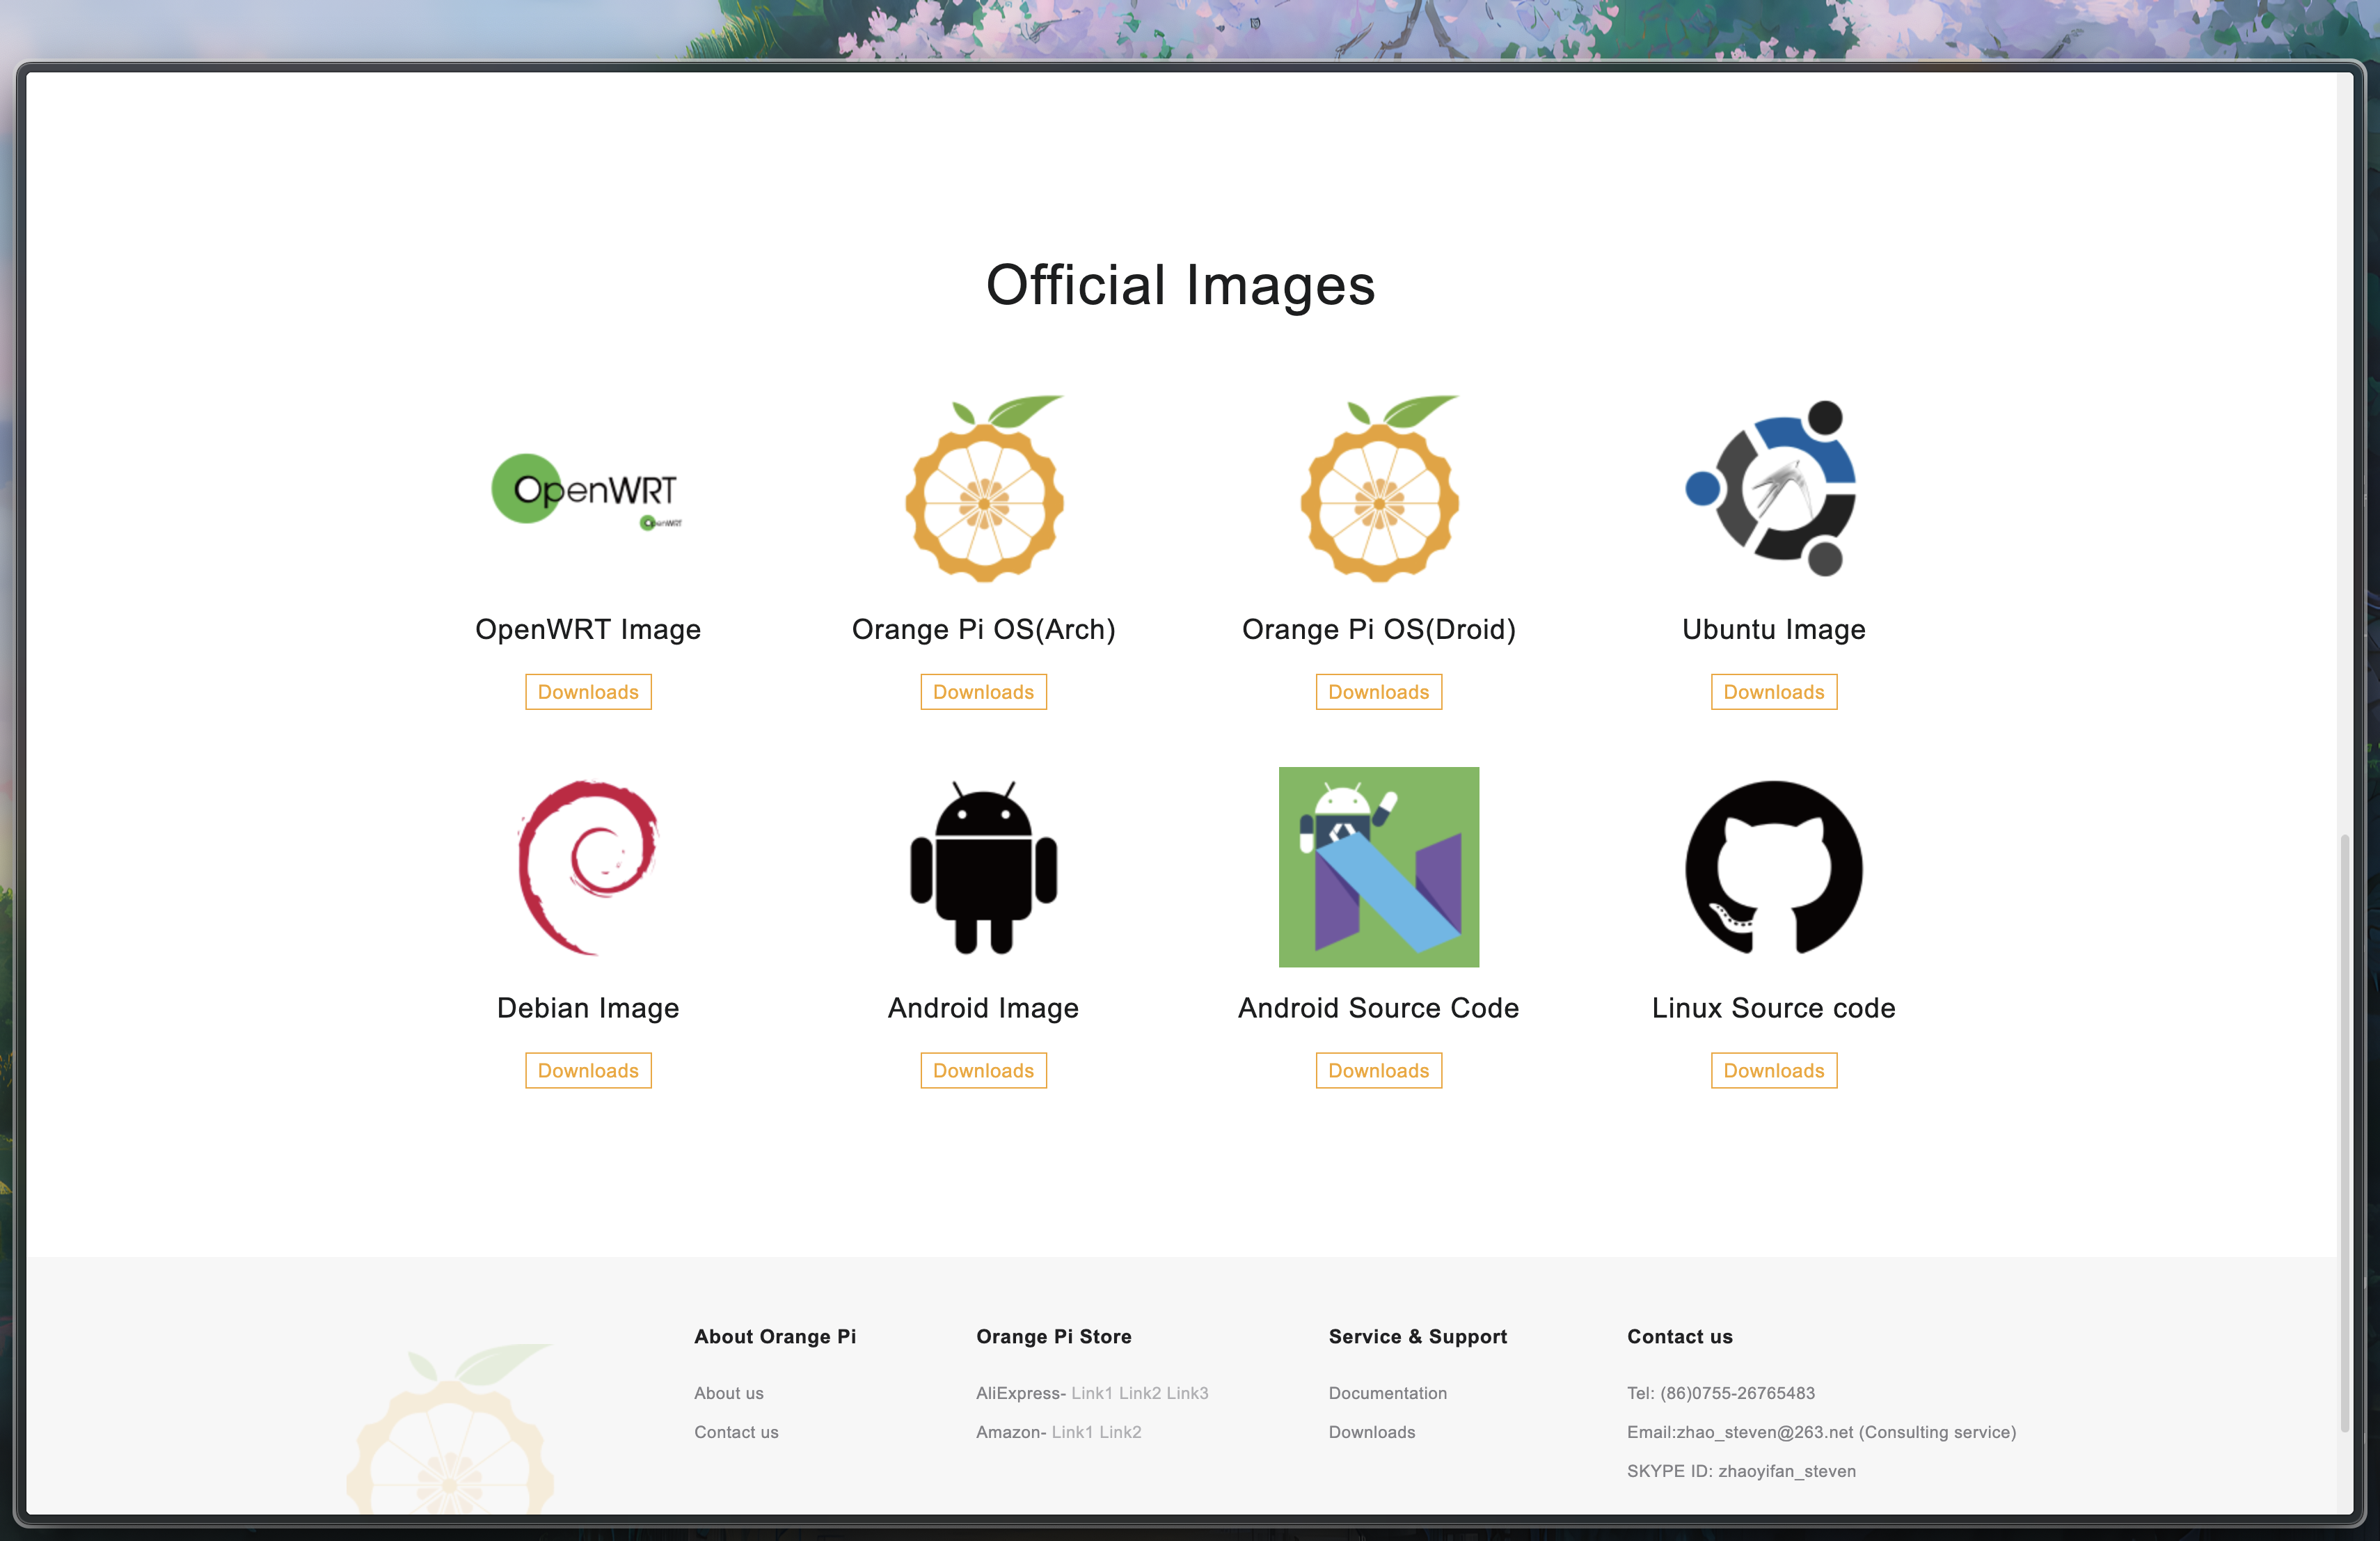 Official Images
OpenWRT
OpenWRT
OpenWRT Image
Orange Pi OS(Arch)
Orange Pi OS(Droid)
Ubuntu Image
Downloads
Downloads
Downloads
Downloads
Debian Image
Android Image
Android Source Code
Linux Source code
Downloads
Downloads
Downloads
Downloads
About Orange Pi
About us
Contact us
Orange Pi Store
AliExpress- Link1 Link2 Link3
Amazon- Link1 Link2
Service & Support
Documentation
Downloads
Contact us
Tel: (86)0755-26765483
Email:zhao_steven@263.net (Consulting service)
SKYPE ID: zhaoyifan_steven